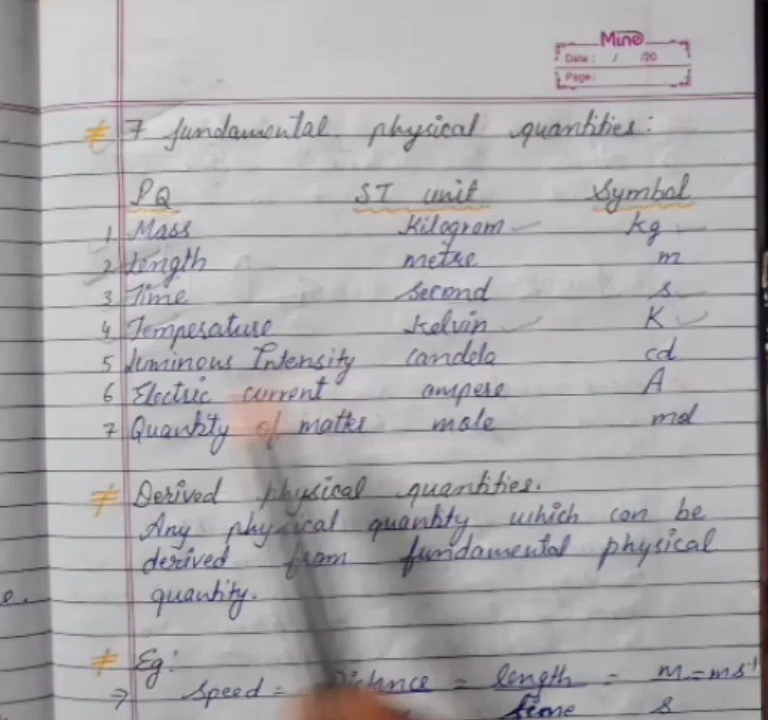 Mine
Date : / /20
Page:
# 7 fundamental physical quantities:
PQ SI unit Symbol
1 Mass kilogram kg
2 Length metre m
3 Time second s
4 Temperature kelvin K
5 Luminous Intensity candela cd
6 Electric current ampere A
7 Quantity of matter mole mol
# Derived physical quantities.
Any physical quantity which can be
derived from fundamental physical
quantity.
e.
# Eg:
⇒ Speed = Distance = length = m = ms⁻¹
time s